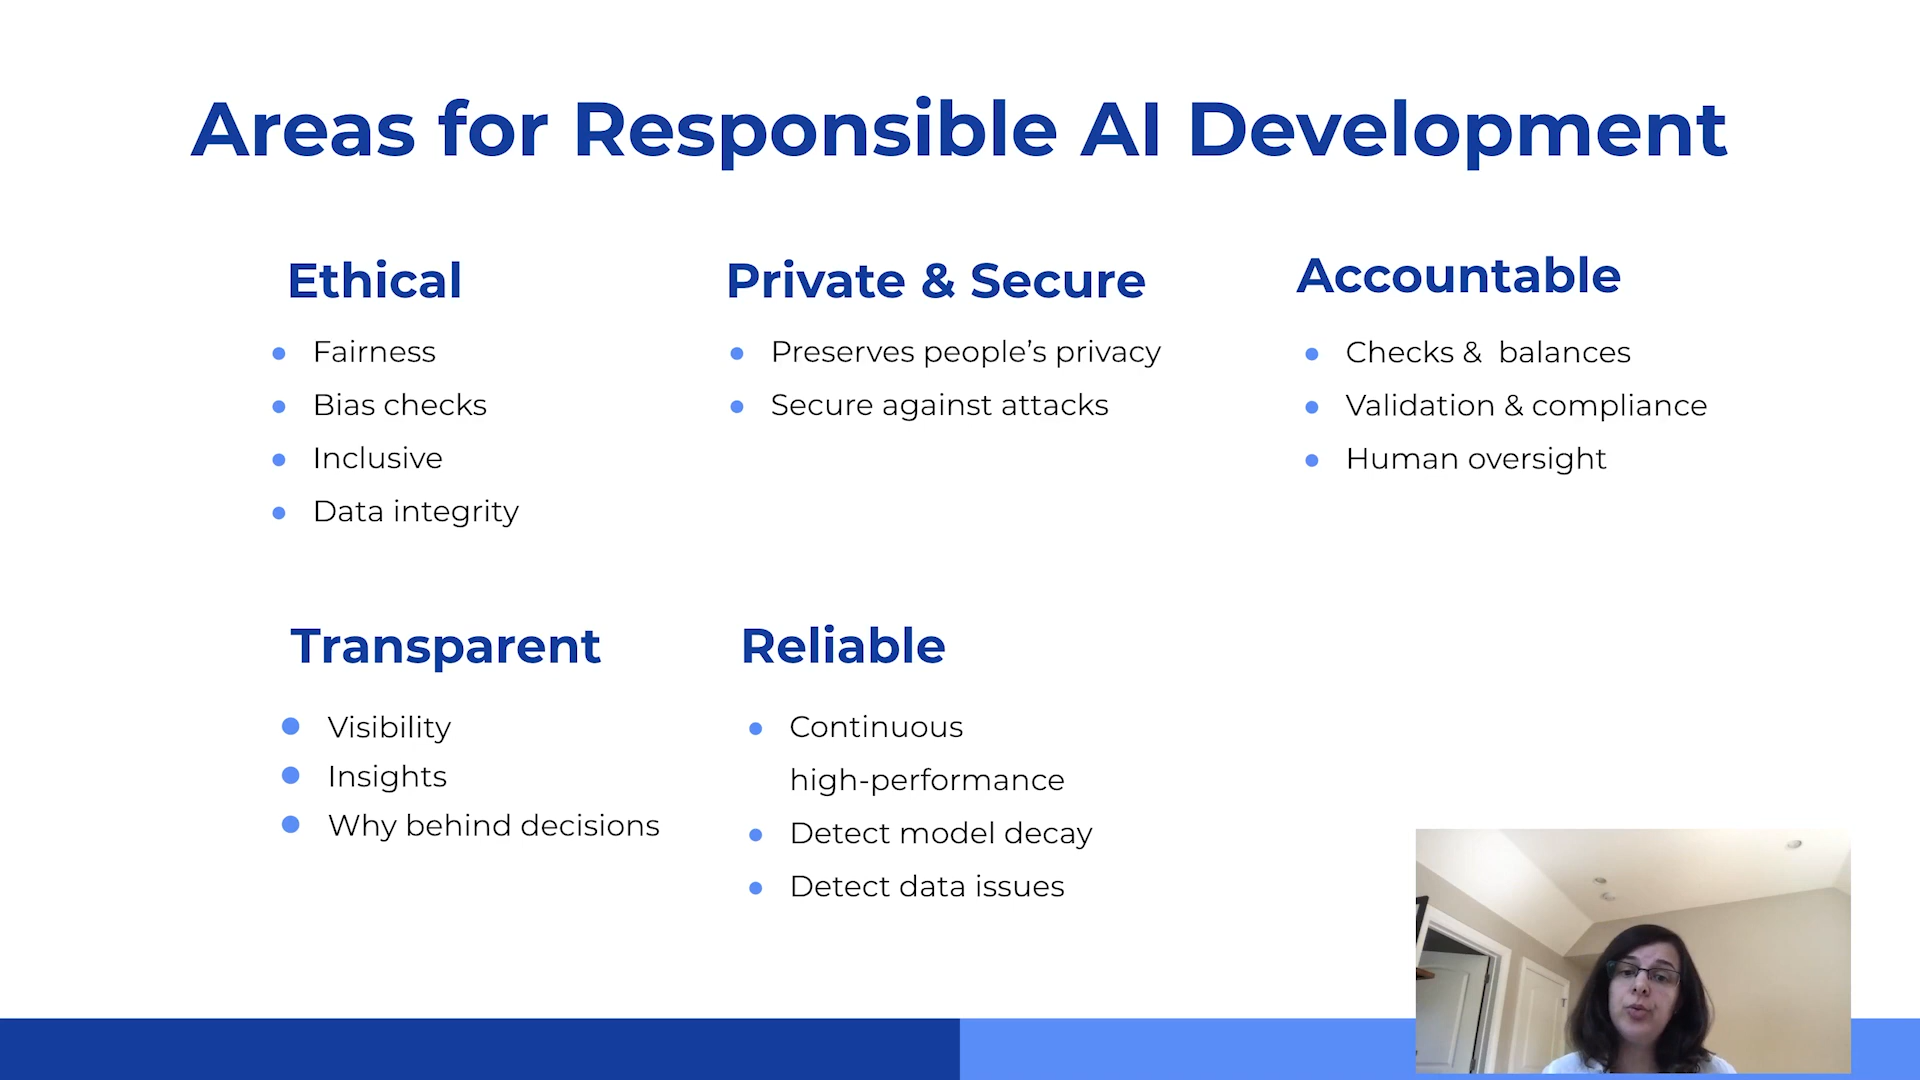 Areas for Responsible AI Development
Ethical
Fairness
Bias checks
Inclusive
Data integrity
Private & Secure
Preserves people’s privacy
Secure against attacks
Accountable
Checks &  balances
Validation & compliance
Human oversight
Transparent
Visibility
Insights
Why behind decisions
Reliable
Continuous
high-performance
Detect model decay
Detect data issues